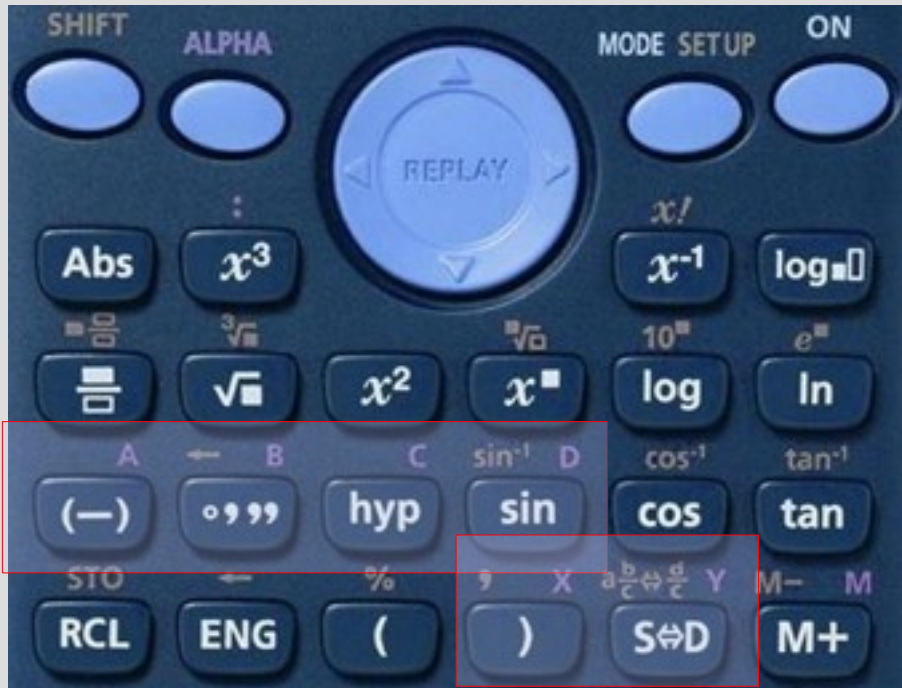 SHIFT ALPHA MODE SETUP ON
REPLAY
: x!
Abs x³ x⁻¹ log■□
■√□ ³√■ ■√□ 10■ e■
√■ x² x■ log ln
A ← B C sin⁻¹ D cos⁻¹ tan⁻¹
(−) °,,, hyp sin cos tan
STO ← % , X a b/c⇔d/c Y M− M
RCL ENG ( ) S⇔D M+